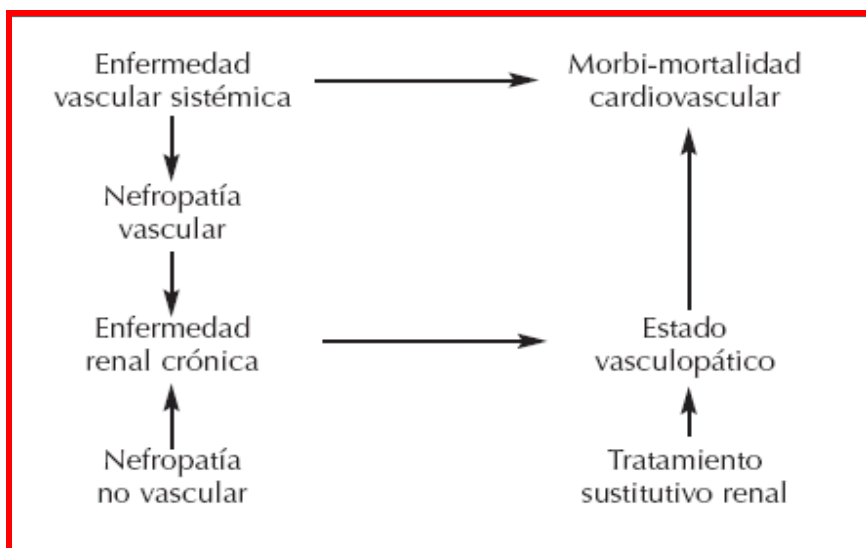 Enfermedad
vascular sistémica
Morbi-mortalidad
cardiovascular
Nefropatía
vascular
Enfermedad
renal crónica
Estado
vasculopático
Nefropatía
no vascular
Tratamiento
sustitutivo renal